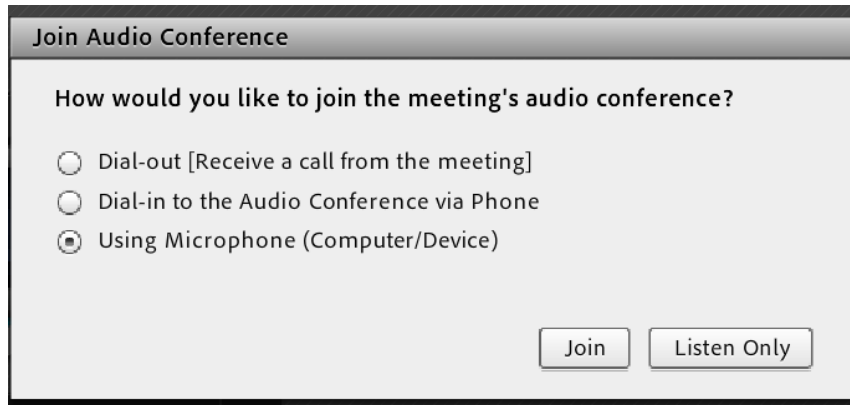 Join Audio Conference
How would you like to join the meeting's audio conference?
Dial-out [Receive a call from the meeting]
Dial-in to the Audio Conference via Phone
Using Microphone (Computer/Device)
Join
Listen Only